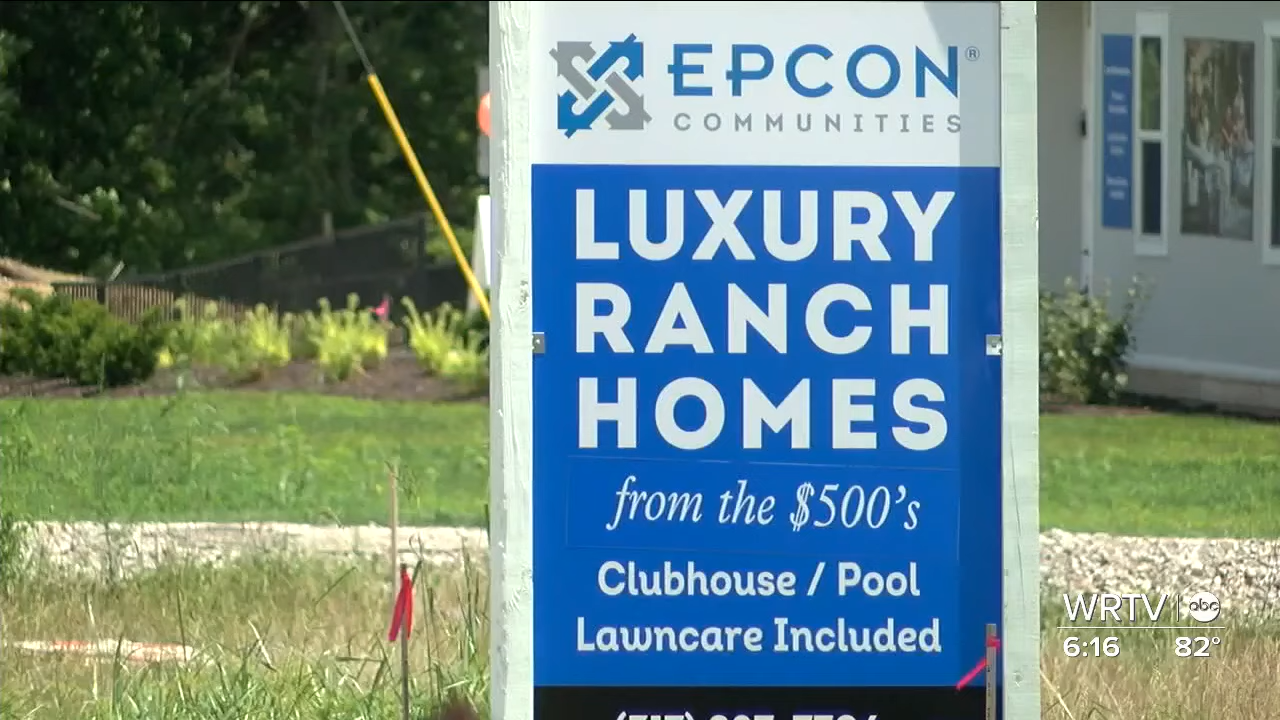 EPCON®
COMMUNITIES
LUXURY
RANCH
HOMES
from the $500's
Clubhouse / Pool
Lawncare Included
WRTV abc
6:16 82°